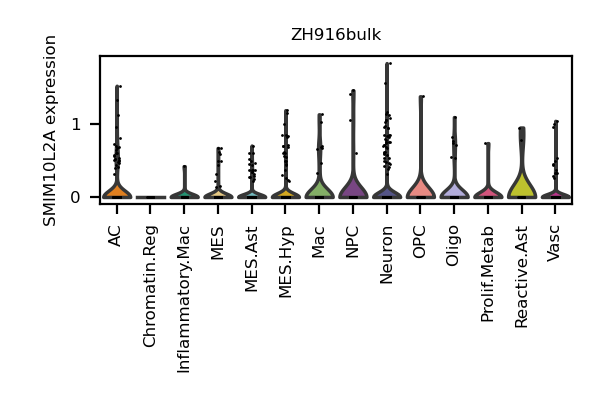 ZH916bulk
SMIM10L2A expression
1
0
AC
Chromatin.Reg
Inflammatory.Mac
MES
MES.Ast
MES.Hyp
Mac
NPC
Neuron
OPC
Oligo
Prolif.Metab
Reactive.Ast
Vasc